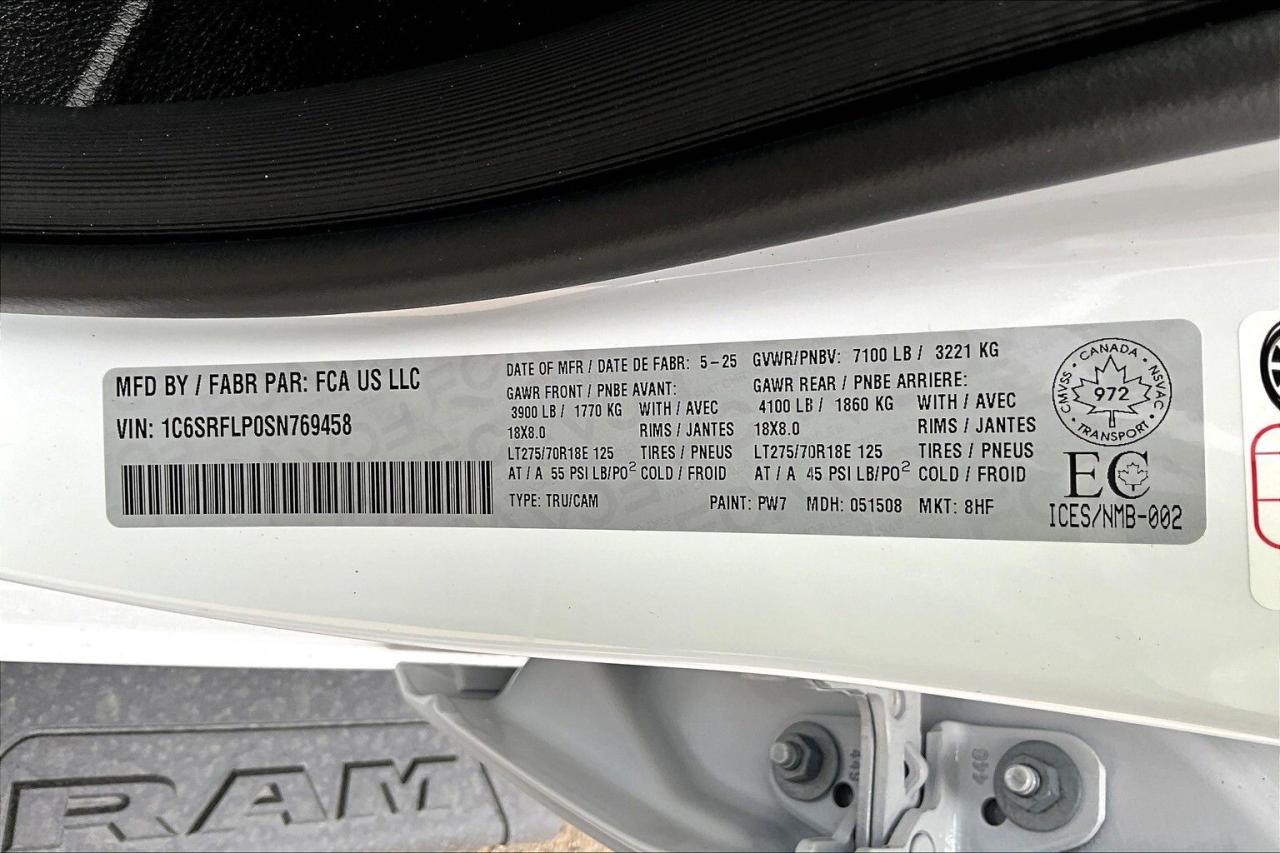 MFD BY / FABR PAR: FCA US LLC
VIN: 1C6SRFLP0SN769458
DATE OF MFR / DATE DE FABR: 5-25 GVWR/PNBV: 7100 LB / 3221 KG
GAWR FRONT / PNBE AVANT: GAWR REAR / PNBE ARRIERE:
3900 LB / 1770 KG WITH / AVEC 4100 LB / 1860 KG WITH / AVEC
18X8.0 RIMS / JANTES 18X8.0 RIMS / JANTES
LT275/70R18E 125 TIRES / PNEUS LT275/70R18E 125 TIRES / PNEUS
AT / A 55 PSI LB/PO² COLD / FROID AT / A 45 PSI LB/PO² COLD / FROID
TYPE: TRU/CAM PAINT: PW7 MDH: 051508 MKT: 8HF
CANADA
CMVSS 972 NSVAC
TRANSPORT
EC
ICES/NMB-002
RAM
449